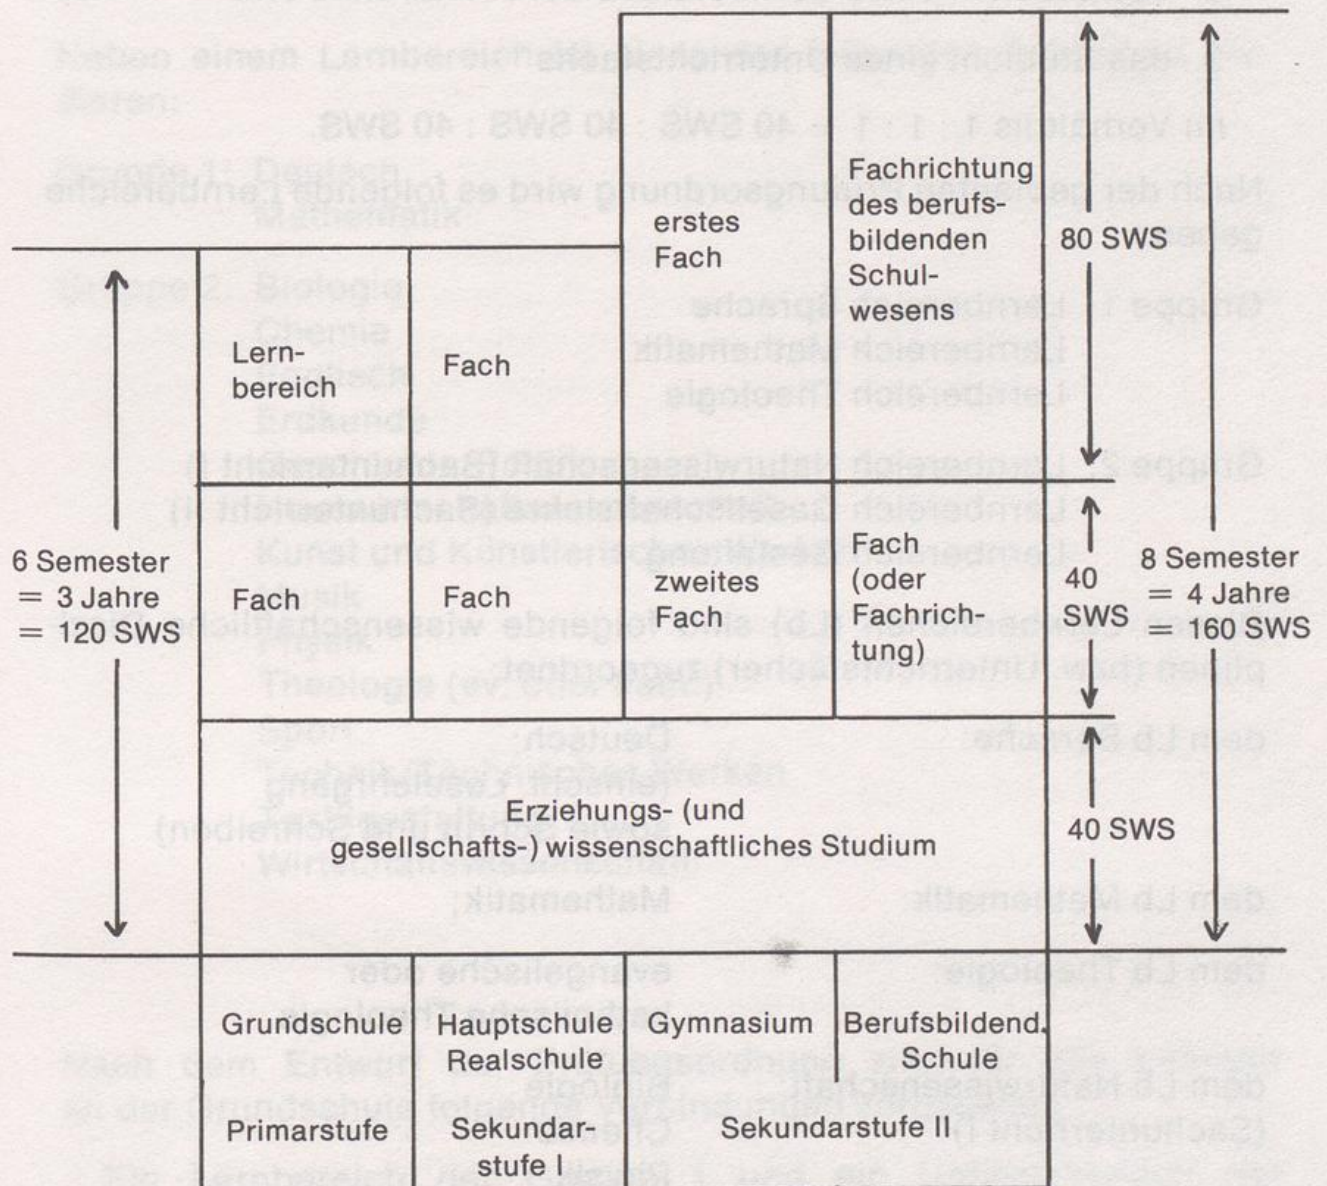 erstes
Fach
Fachrichtung
des berufs-
bildenden
Schul-
wesens
80 SWS
Lern-
bereich
Fach
6 Semester
= 3 Jahre
= 120 SWS
Fach
Fach
zweites
Fach
Fach
(oder
Fachrich-
tung)
40
SWS
8 Semester
= 4 Jahre
= 160 SWS
Erziehungs- (und
gesellschafts-) wissenschaftliches Studium
40 SWS
Grundschule
Hauptschule
Realschule
Gymnasium
Berufsbildend.
Schule
Primarstufe
Sekundar-
stufe I
Sekundarstufe II